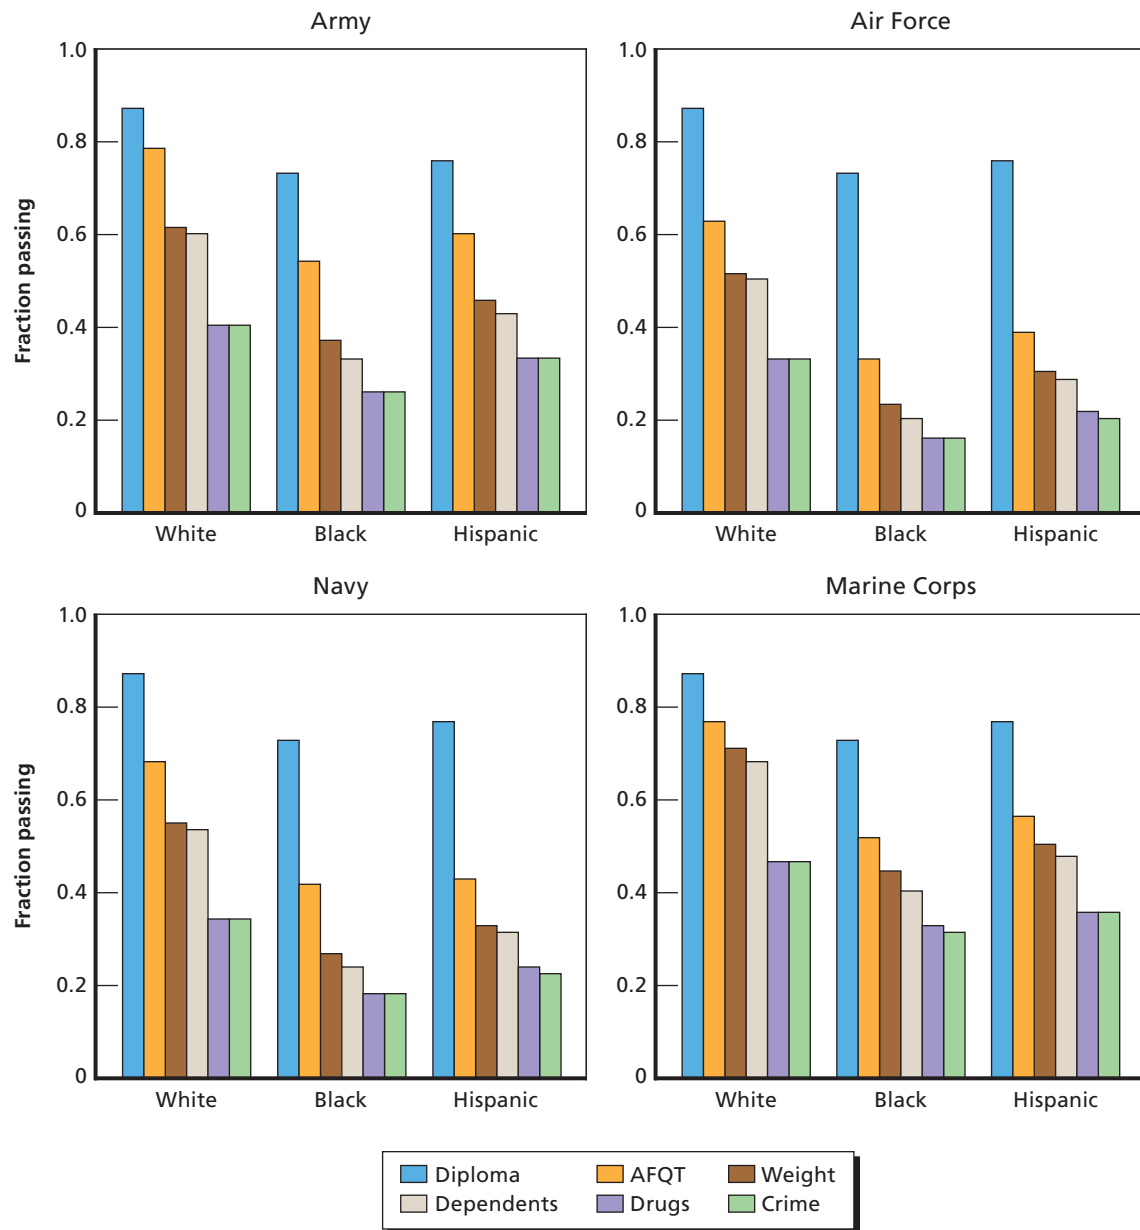 Army
Air Force
1.0
0.8
0.6
0.4
0.2
0
Fraction passing
White Black Hispanic
1.0
0.8
0.6
0.4
0.2
0
White Black Hispanic
Navy
Marine Corps
1.0
0.8
0.6
0.4
0.2
0
Fraction passing
White Black Hispanic
1.0
0.8
0.6
0.4
0.2
0
White Black Hispanic
Diploma AFQT Weight
Dependents Drugs Crime